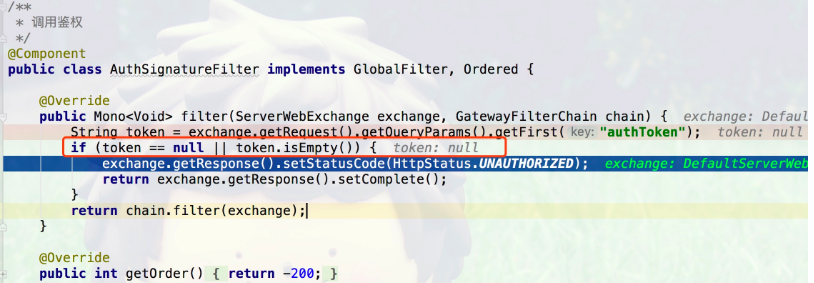 /**
 * 调用鉴权
 */
@Component
public class AuthSignatureFilter implements GlobalFilter, Ordered {
@Override
public Mono<Void> filter(ServerWebExchange exchange, GatewayFilterChain chain) { exchange: Defaul
String token = exchange.getRequest().getQueryParams().getFirst( key: "authToken"); token: null
if (token == null || token.isEmpty()) { token: null
exchange.getResponse().setStatusCode(HttpStatus.UNAUTHORIZED); exchange: DefaultServerWeb
return exchange.getResponse().setComplete();
}
return chain.filter(exchange);
}
@Override
public int getOrder() { return -200; }